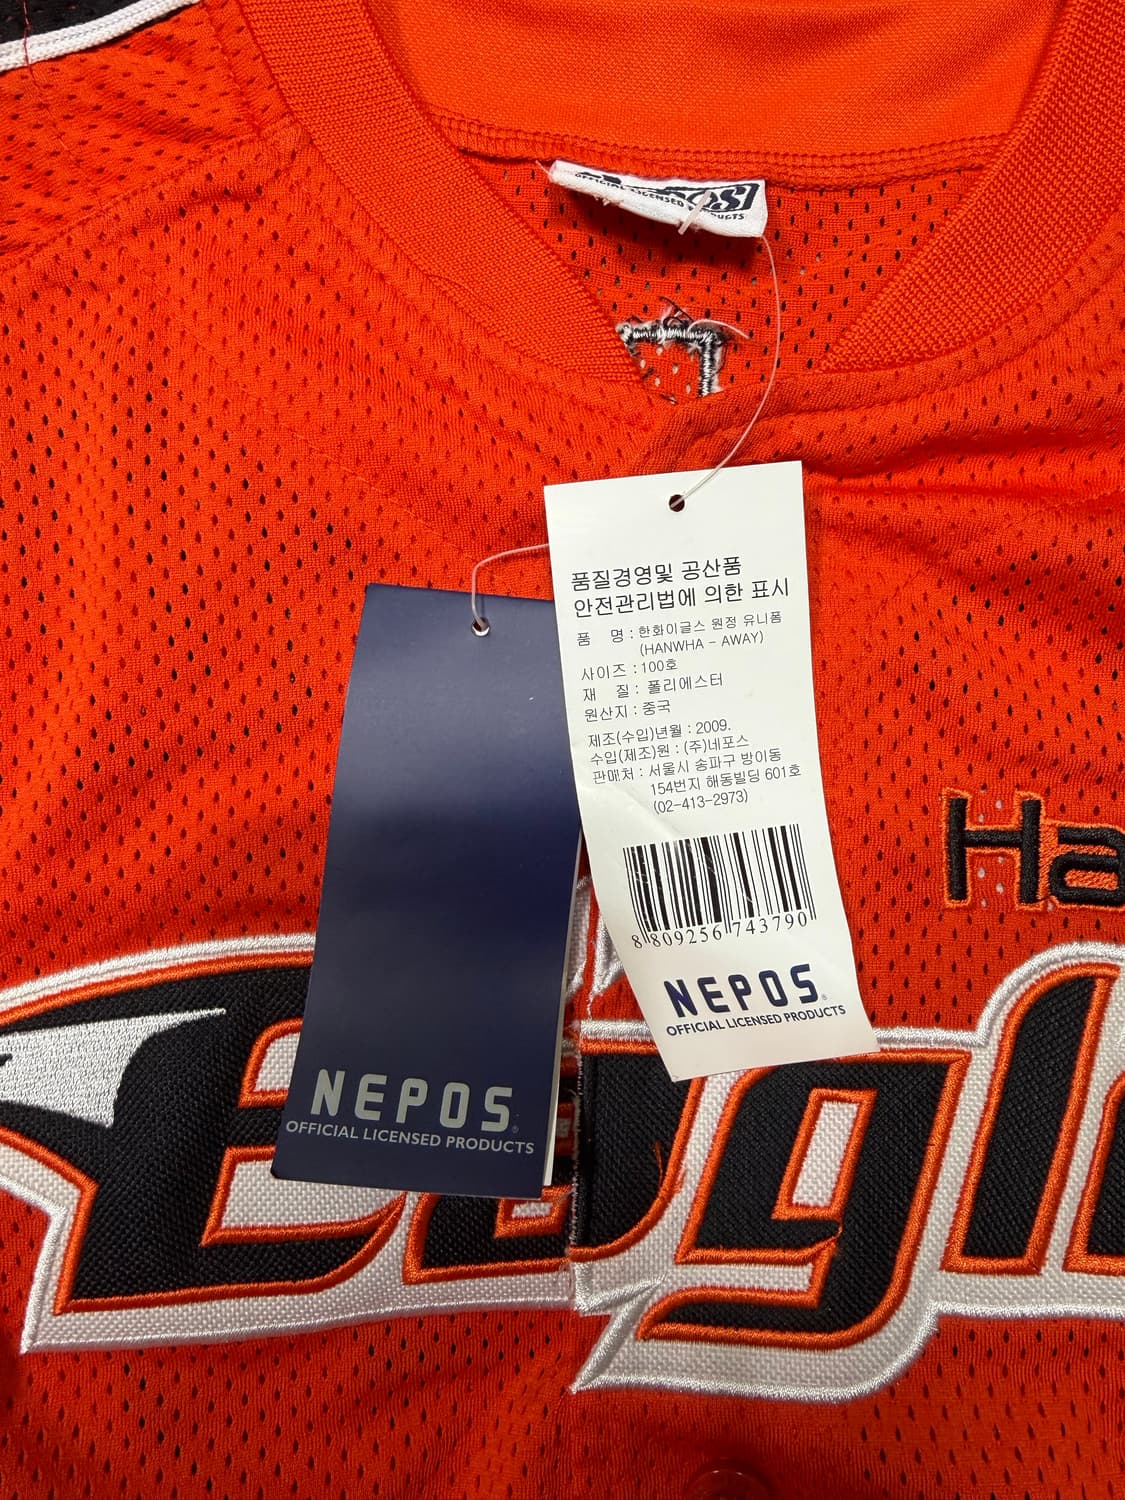 OFFICIAL LICENSED PRODUCTS
품질경영및 공산품
안전관리법에 의한 표시
품 명 : 한화이글스 원정 유니폼
(HANWHA - AWAY)
사이즈 : 100호
재 질 : 폴리에스터
원산지 : 중국
제조(수입)년월 : 2009.
수입(제조)원 : (주)네포스
판매처 : 서울시 송파구 방이동
154번지 해동빌딩 601호
(02-413-2973)
8 809256 743790
NEPOS®
OFFICIAL LICENSED PRODUCTS
NEPOS®
OFFICIAL LICENSED PRODUCTS
Ha
Eagl